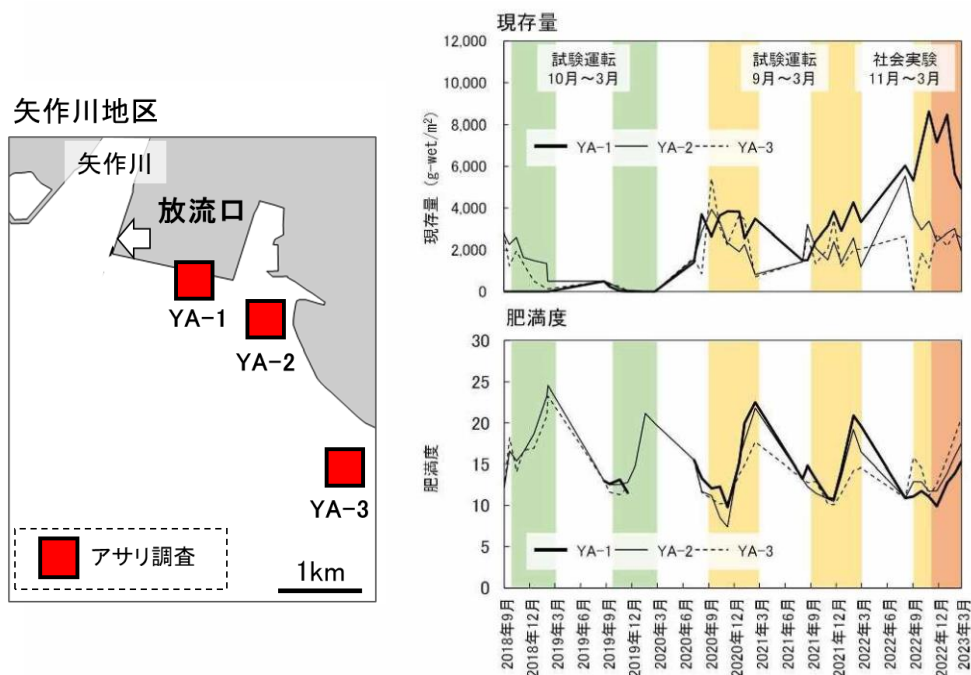 矢作川地区
矢作川
放流口
YA-1
YA-2
YA-3
アサリ調査
1km
現存量
12,000
10,000
8,000
6,000
4,000
2,000
0
現存量 (g-wet/m²)
試験運転
10月～3月
試験運転
9月～3月
社会実験
11月～3月
YA-1 YA-2 YA-3
肥満度
30
25
20
15
10
5
0
肥満度
YA-1 YA-2 YA-3
2018年9月
2018年12月
2019年3月
2019年6月
2019年9月
2019年12月
2020年3月
2020年6月
2020年9月
2020年12月
2021年3月
2021年6月
2021年9月
2021年12月
2022年3月
2022年6月
2022年9月
2022年12月
2023年3月